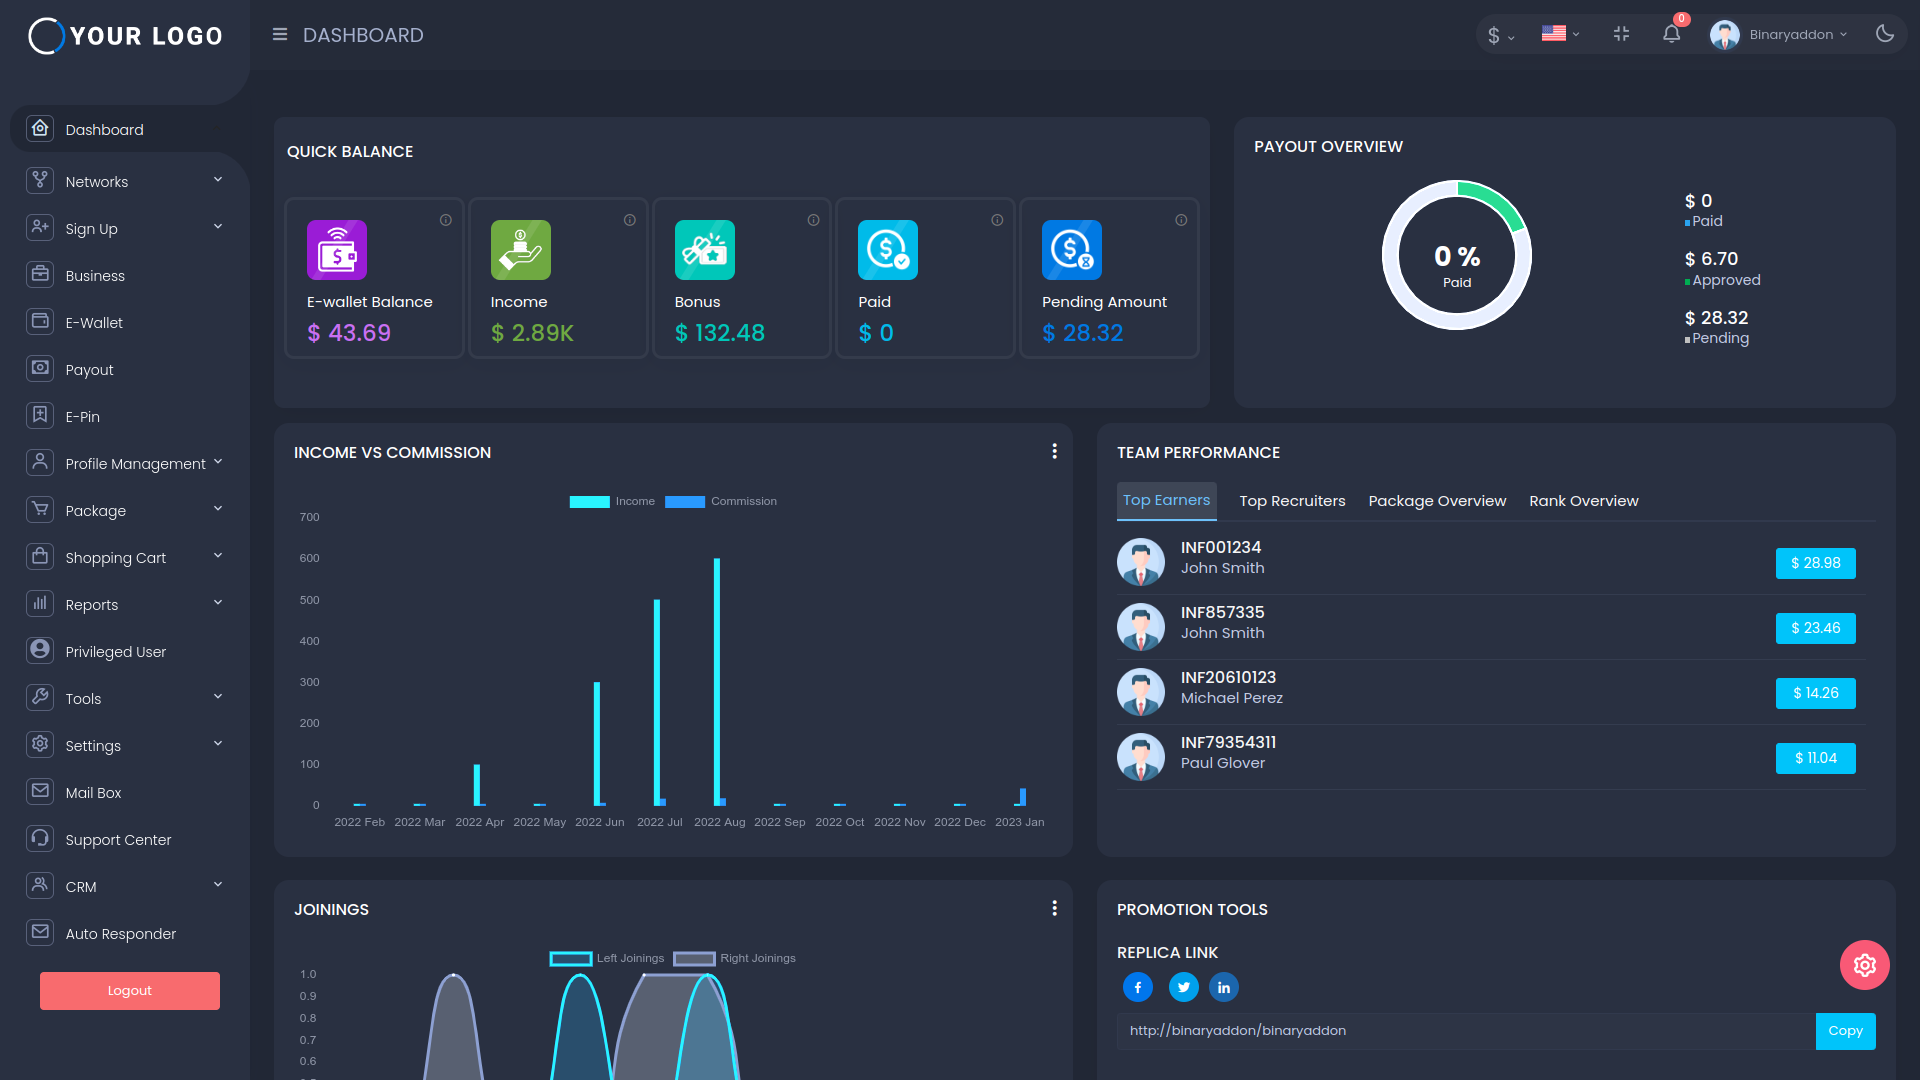 YOUR LOGO
DASHBOARD
$
0
Binaryaddon
Dashboard
Networks
Sign Up
Business
E-Wallet
Payout
E-Pin
Profile Management
Package
Shopping Cart
Reports
Privileged User
Tools
Settings
Mail Box
Support Center
CRM
Auto Responder
Logout
QUICK BALANCE
E-wallet Balance
$ 43.69
Income
$ 2.89K
Bonus
$ 132.48
Paid
$ 0
Pending Amount
$ 28.32
PAYOUT OVERVIEW
0 %
Paid
$ 0
Paid
$ 6.70
Approved
$ 28.32
Pending
INCOME VS COMMISSION
Income Commission
700
600
500
400
300
200
100
0
2022 Feb 2022 Mar 2022 Apr 2022 May 2022 Jun 2022 Jul 2022 Aug 2022 Sep 2022 Oct 2022 Nov 2022 Dec 2023 Jan
TEAM PERFORMANCE
Top Earners Top Recruiters Package Overview Rank Overview
INF001234
John Smith
$ 28.98
INF857335
John Smith
$ 23.46
INF20610123
Michael Perez
$ 14.26
INF79354311
Paul Glover
$ 11.04
JOININGS
Left Joinings Right Joinings
1.0
0.9
0.8
0.7
0.6
PROMOTION TOOLS
REPLICA LINK
http://binaryaddon/binaryaddon
Copy